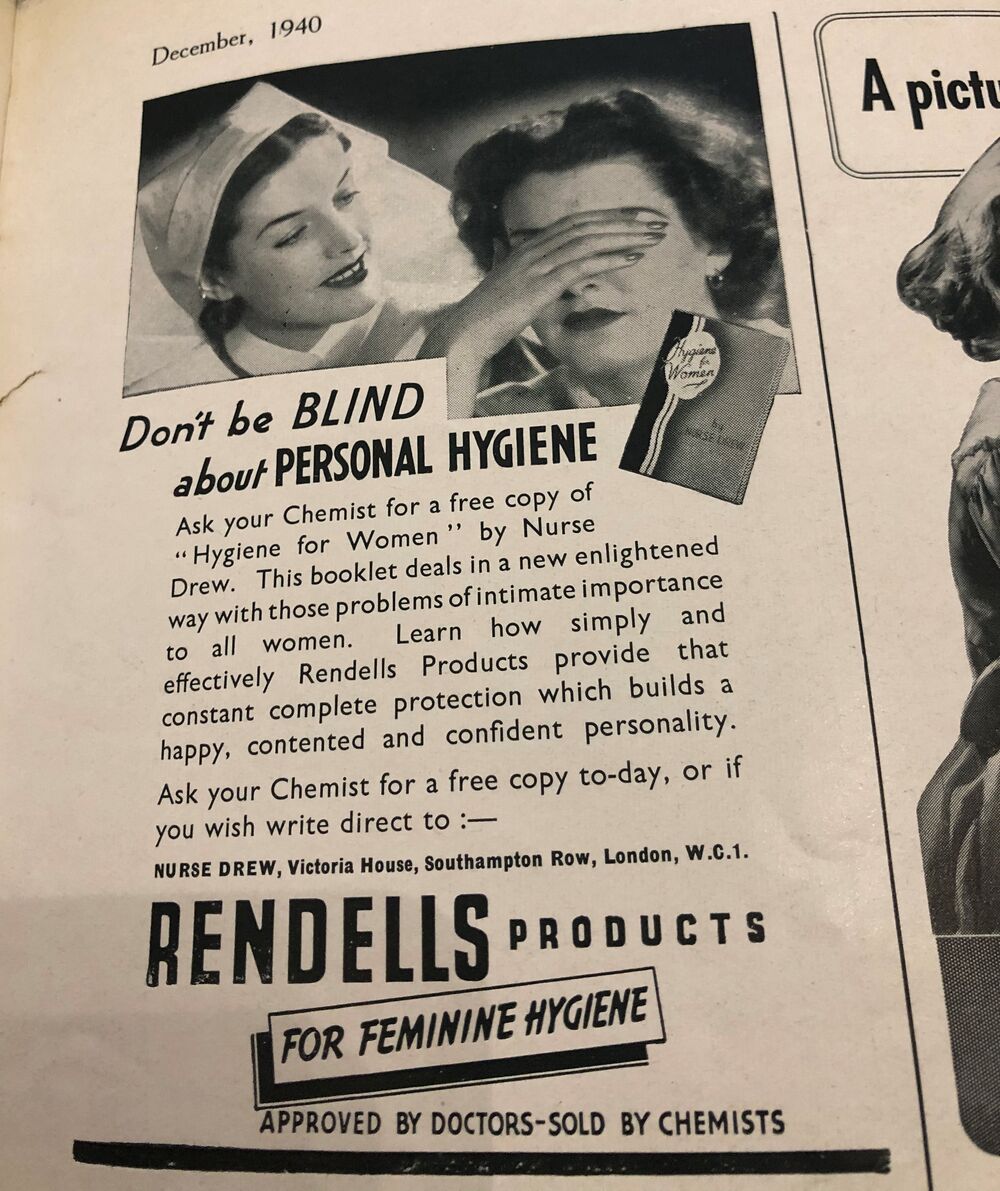 December, 1940
A pictu
Hygiene
for
Women
by
NURSE DREW
Don't be BLIND
about PERSONAL HYGIENE
Ask your Chemist for a free copy of
“Hygiene for Women” by Nurse
Drew. This booklet deals in a new enlightened
way with those problems of intimate importance
to all women. Learn how simply and
effectively Rendells Products provide that
constant complete protection which builds a
happy, contented and confident personality.
Ask your Chemist for a free copy to-day, or if
you wish write direct to :—
NURSE DREW, Victoria House, Southampton Row, London, W.C.1.
RENDELLS PRODUCTS
FOR FEMININE HYGIENE
APPROVED BY DOCTORS-SOLD BY CHEMISTS